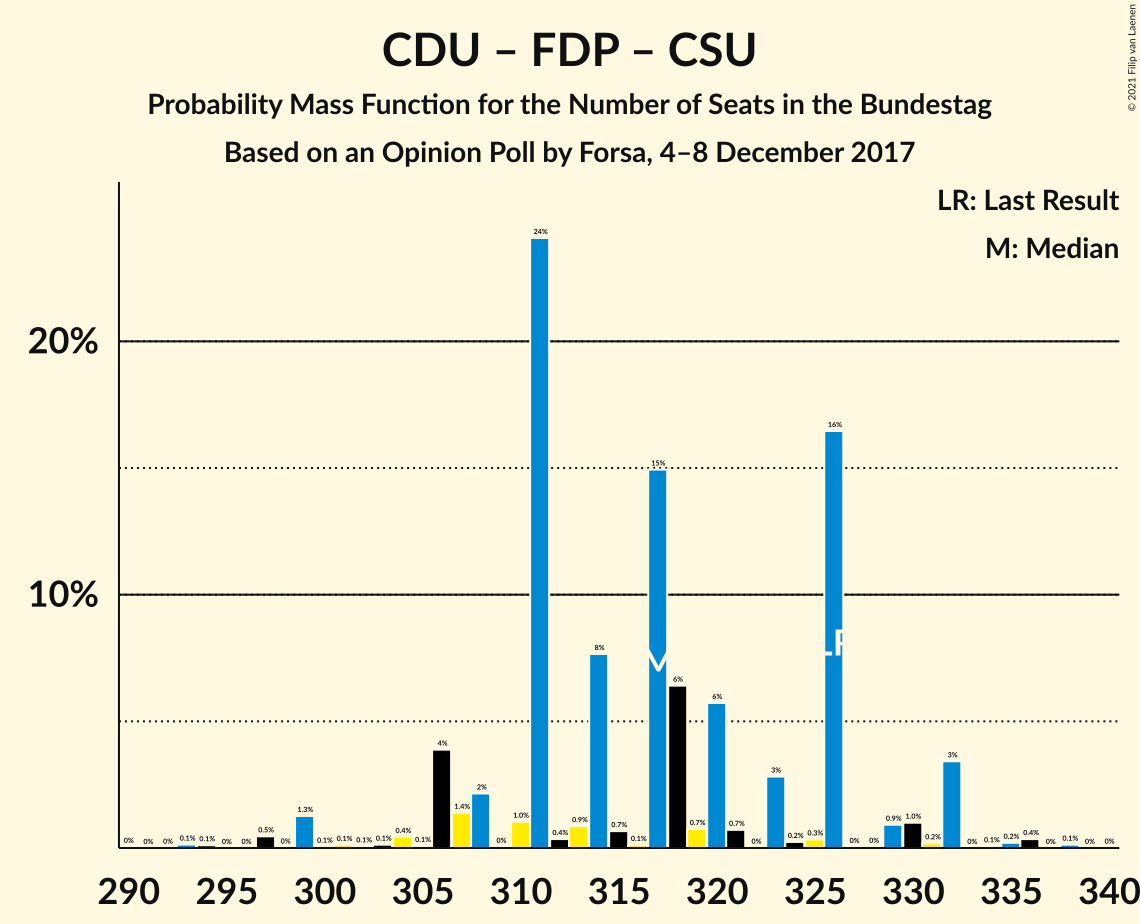 CDU – FDP – CSU
Probability Mass Function for the Number of Seats in the Bundestag
Based on an Opinion Poll by Forsa, 4–8 December 2017
© 2021 Filip van Laenen
LR: Last Result
M: Median
20%
10%
0% 0% 0% 0.1% 0.1% 0% 0% 0.5% 0% 1.3% 0.1% 0.1% 0.1% 0.1% 0.4% 0.1% 4% 1.4% 2% 0% 1.0% 24% 0.4% 0.9% 8% 0.7% 0.1% 15% 6% 0.7% 6% 0.7% 0% 3% 0.2% 0.3% 16% 0% 0% 0.9% 1.0% 0.2% 3% 0% 0.1% 0.2% 0.4% 0% 0.1% 0% 0%
M
LR
290 295 300 305 310 315 320 325 330 335 340